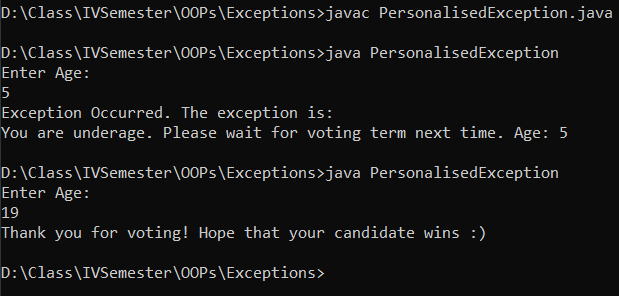 D:\Class\IVSemester\OOPs\Exceptions>javac PersonalisedException.java
D:\Class\IVSemester\OOPs\Exceptions>java PersonalisedException
Enter Age:
5
Exception Occurred. The exception is:
You are underage. Please wait for voting term next time. Age: 5
D:\Class\IVSemester\OOPs\Exceptions>java PersonalisedException
Enter Age:
19
Thank you for voting! Hope that your candidate wins :)
D:\Class\IVSemester\OOPs\Exceptions>